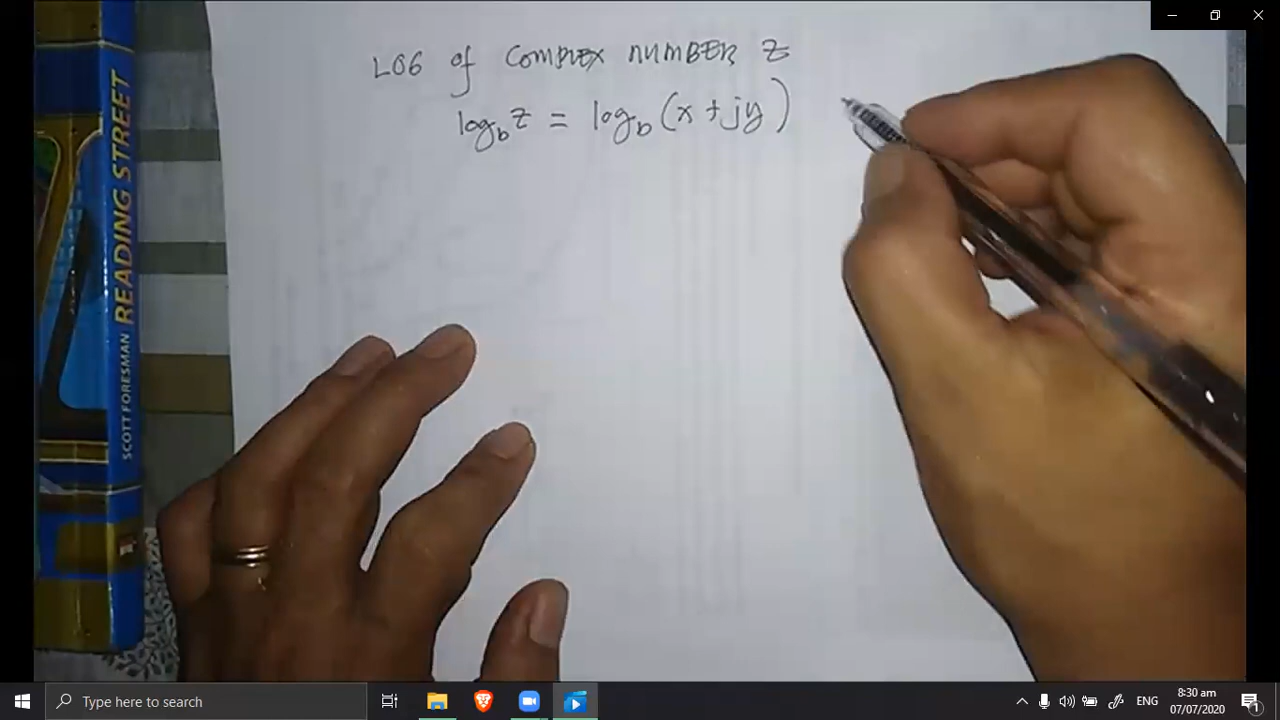 LOG of COMPLEX NUMBER Z
log_b z = log_b (x + jy)
READING STREET
SCOTT FORESMAN
Type here to search
ENG
8:30 am
07/07/2020
1